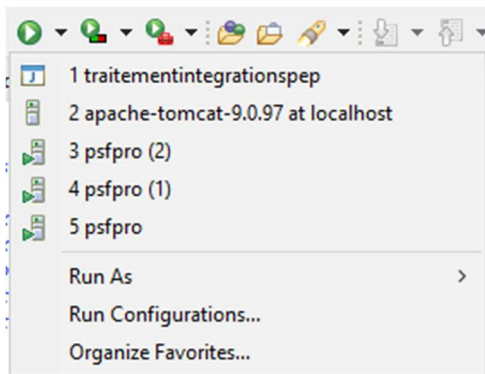 1 traitementintegrationspep
2 apache-tomcat-9.0.97 at localhost
3 psfpro (2)
4 psfpro (1)
5 psfpro
Run As
Run Configurations...
Organize Favorites...